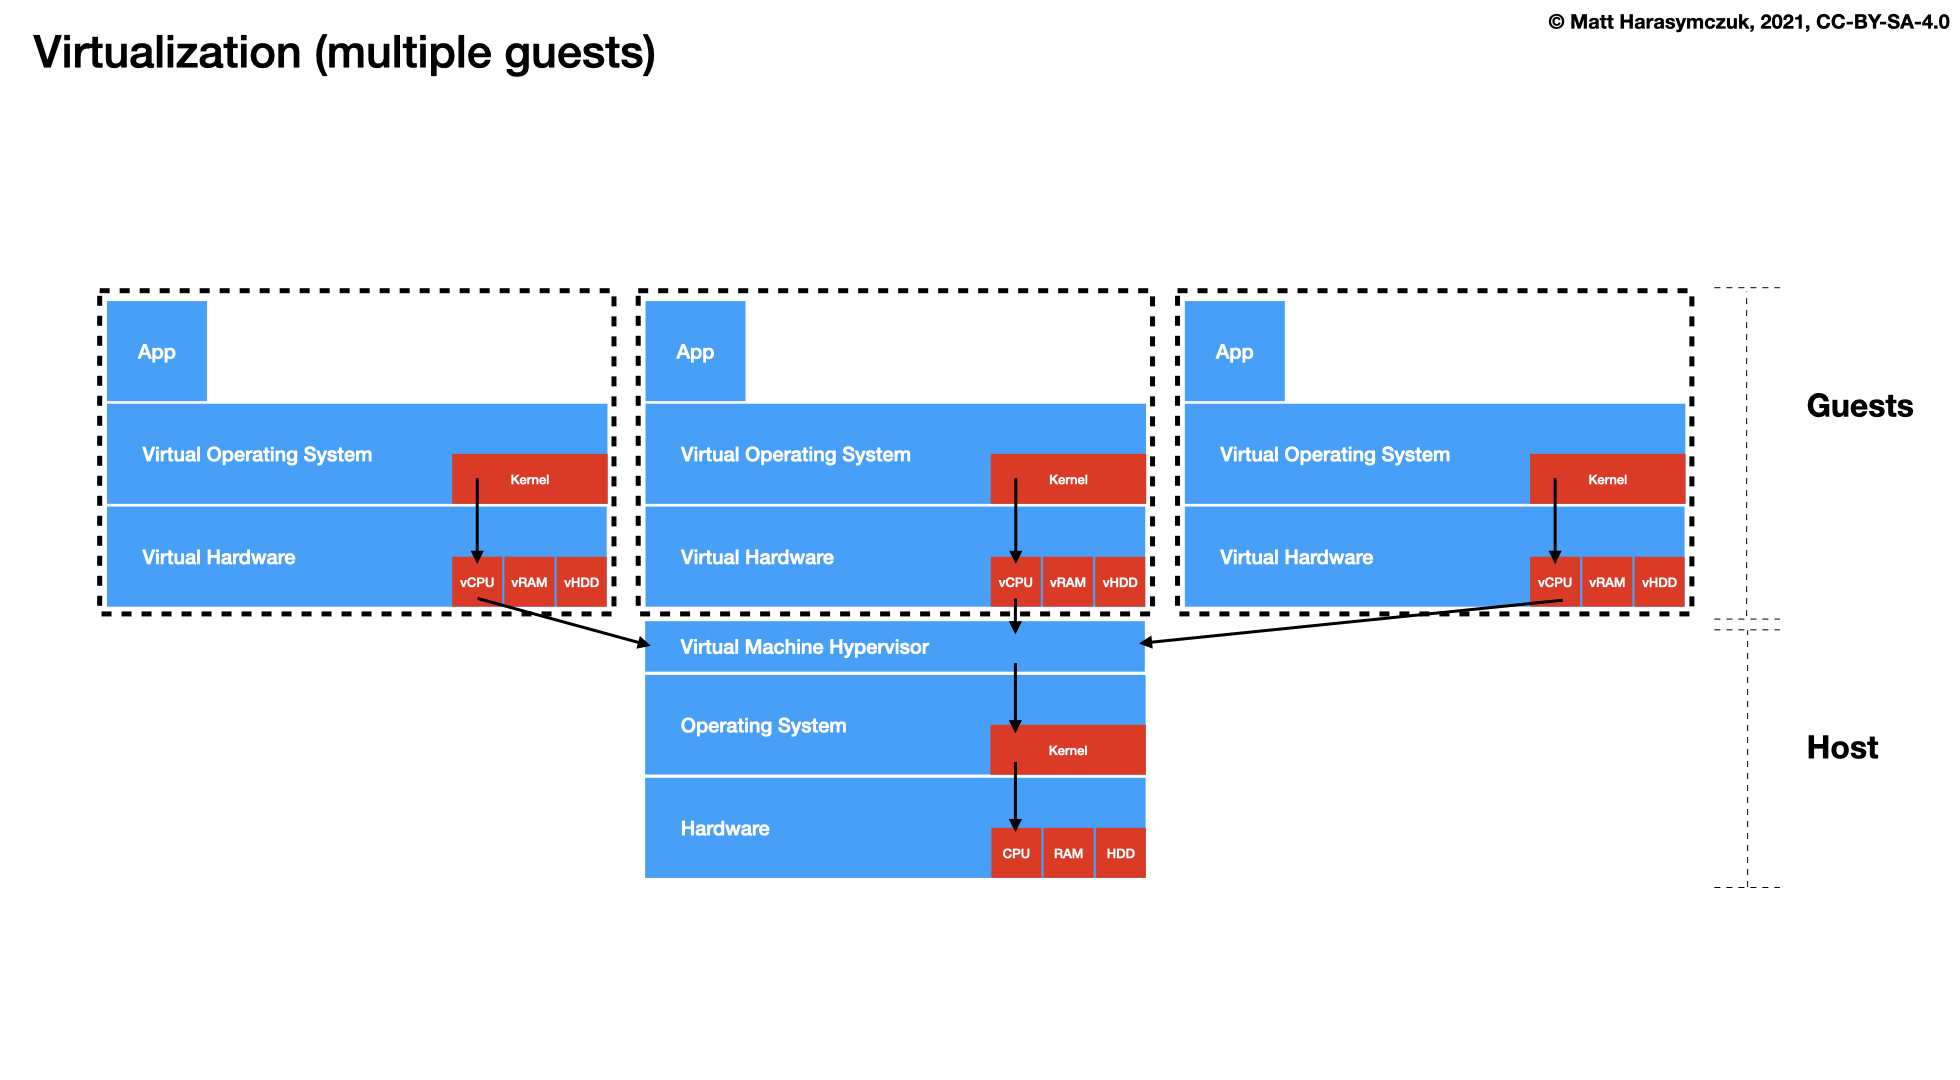 © Matt Harasymczuk, 2021, CC-BY-SA-4.0
Virtualization (multiple guests)
App
Virtual Operating System
Kernel
Virtual Hardware
vCPU vRAM vHDD
App
Virtual Operating System
Kernel
Virtual Hardware
vCPU vRAM vHDD
App
Virtual Operating System
Kernel
Virtual Hardware
vCPU vRAM vHDD
Guests
Virtual Machine Hypervisor
Operating System
Kernel
Hardware
CPU RAM HDD
Host